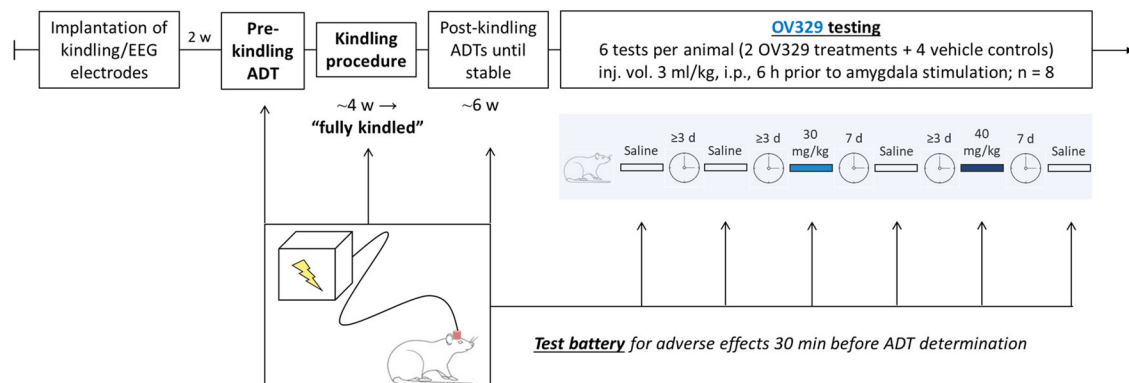 Implantation of
kindling/EEG
electrodes
2 w
Pre-
kindling
ADT
Kindling
procedure
Post-kindling
ADTs until
stable
OV329 testing
6 tests per animal (2 OV329 treatments + 4 vehicle controls)
inj. vol. 3 ml/kg, i.p., 6 h prior to amygdala stimulation; n = 8
~4 w →
"fully kindled"
~6 w
Saline
≥3 d
Saline
≥3 d
30
mg/kg
7 d
Saline
≥3 d
40
mg/kg
7 d
Saline
Test battery for adverse effects 30 min before ADT determination